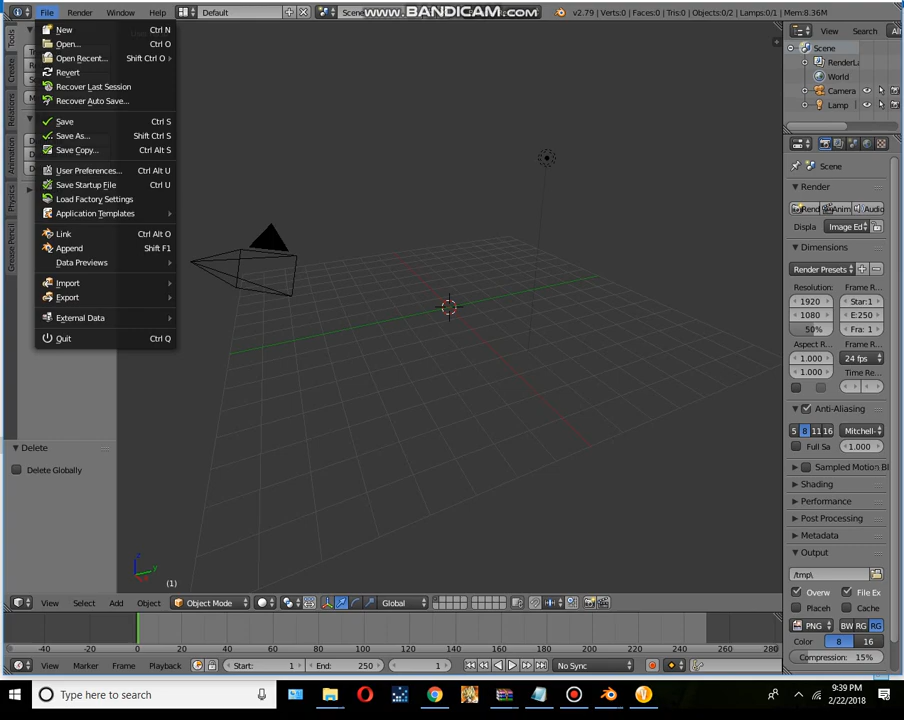 File Render Window Help Default Scene WWW.BANDICAM.COM v2.79 | Verts:0 | Faces:0 | Tris:0 | Objects:0/2 | Lamps:0/1 | Mem:8.36M
New Ctrl N
Open... Ctrl O
Open Recent... Shift Ctrl O
Revert
Recover Last Session
Recover Auto Save...
Save Ctrl S
Save As... Shift Ctrl S
Save Copy... Ctrl Alt S
User Preferences... Ctrl Alt U
Save Startup File Ctrl U
Load Factory Settings
Application Templates
Link Ctrl Alt O
Append Shift F1
Data Previews
Import
Export
External Data
Quit Ctrl Q
Tools
Create
Relations
Animation
Physics
Grease Pencil
Delete
Delete Globally
z
y
(1)
View Select Add Object Object Mode Global
-40 -20 0 20 40 60 80 100 120 140 160 180 200 220 240 260 280
View Marker Frame Playback Start: 1 End: 250 1 No Sync
View Search All
Scene
RenderL
World
Camera
Lamp
Scene
Render
Rend Anim Audio
Displa Image Ed
Dimensions
Render Presets
Resolution: Frame R...
1920 Star:1
1080 E:250
50% Fra: 1
Aspect R... Frame R...
1.000 24 fps
1.000 Time Re...
Anti-Aliasing
5 8 11 16 Mitchell-
Full Sa 1.000
Sampled Motion Bl
Shading
Performance
Post Processing
Metadata
Output
/tmp\
Overw File Ex
Placeh Cache
PNG BW RG RG
Color 8 16
Compression: 15%
Type here to search
9:39 PM
2/22/2018